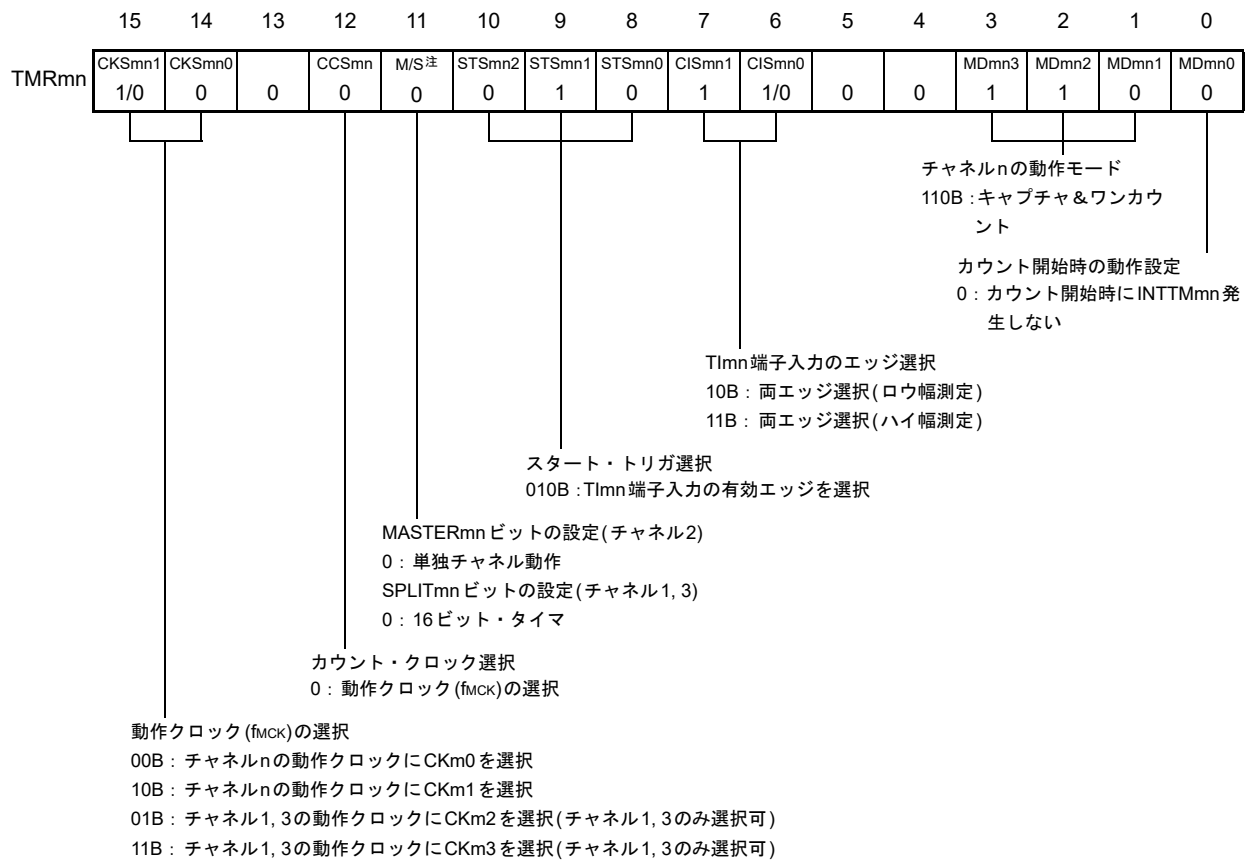 15 14 13 12 11 10 9 8 7 6 5 4 3 2 1 0
TMRmn
CKSmn1 CKSmn0 CCSmn M/S注 STSmn2 STSmn1 STSmn0 CISmn1 CISmn0 MDmn3 MDmn2 MDmn1 MDmn0
1/0 0 0 0 0 0 1 0 1 1/0 0 0 1 1 0 0
チャネルnの動作モード
110B：キャプチャ＆ワンカウ
ント
カウント開始時の動作設定
0：カウント開始時にINTTMmn発
生しない
TImn端子入力のエッジ選択
10B：両エッジ選択(ロウ幅測定)
11B：両エッジ選択(ハイ幅測定)
スタート・トリガ選択
010B：TImn端子入力の有効エッジを選択
MASTERmnビットの設定(チャネル2)
0：単独チャネル動作
SPLITmnビットの設定(チャネル1, 3)
0：16ビット・タイマ
カウント・クロック選択
0：動作クロック(fMCK)の選択
動作クロック(fMCK)の選択
00B：チャネルnの動作クロックにCKm0を選択
10B：チャネルnの動作クロックにCKm1を選択
01B：チャネル1, 3の動作クロックにCKm2を選択(チャネル1, 3のみ選択可)
11B：チャネル1, 3の動作クロックにCKm3を選択(チャネル1, 3のみ選択可)